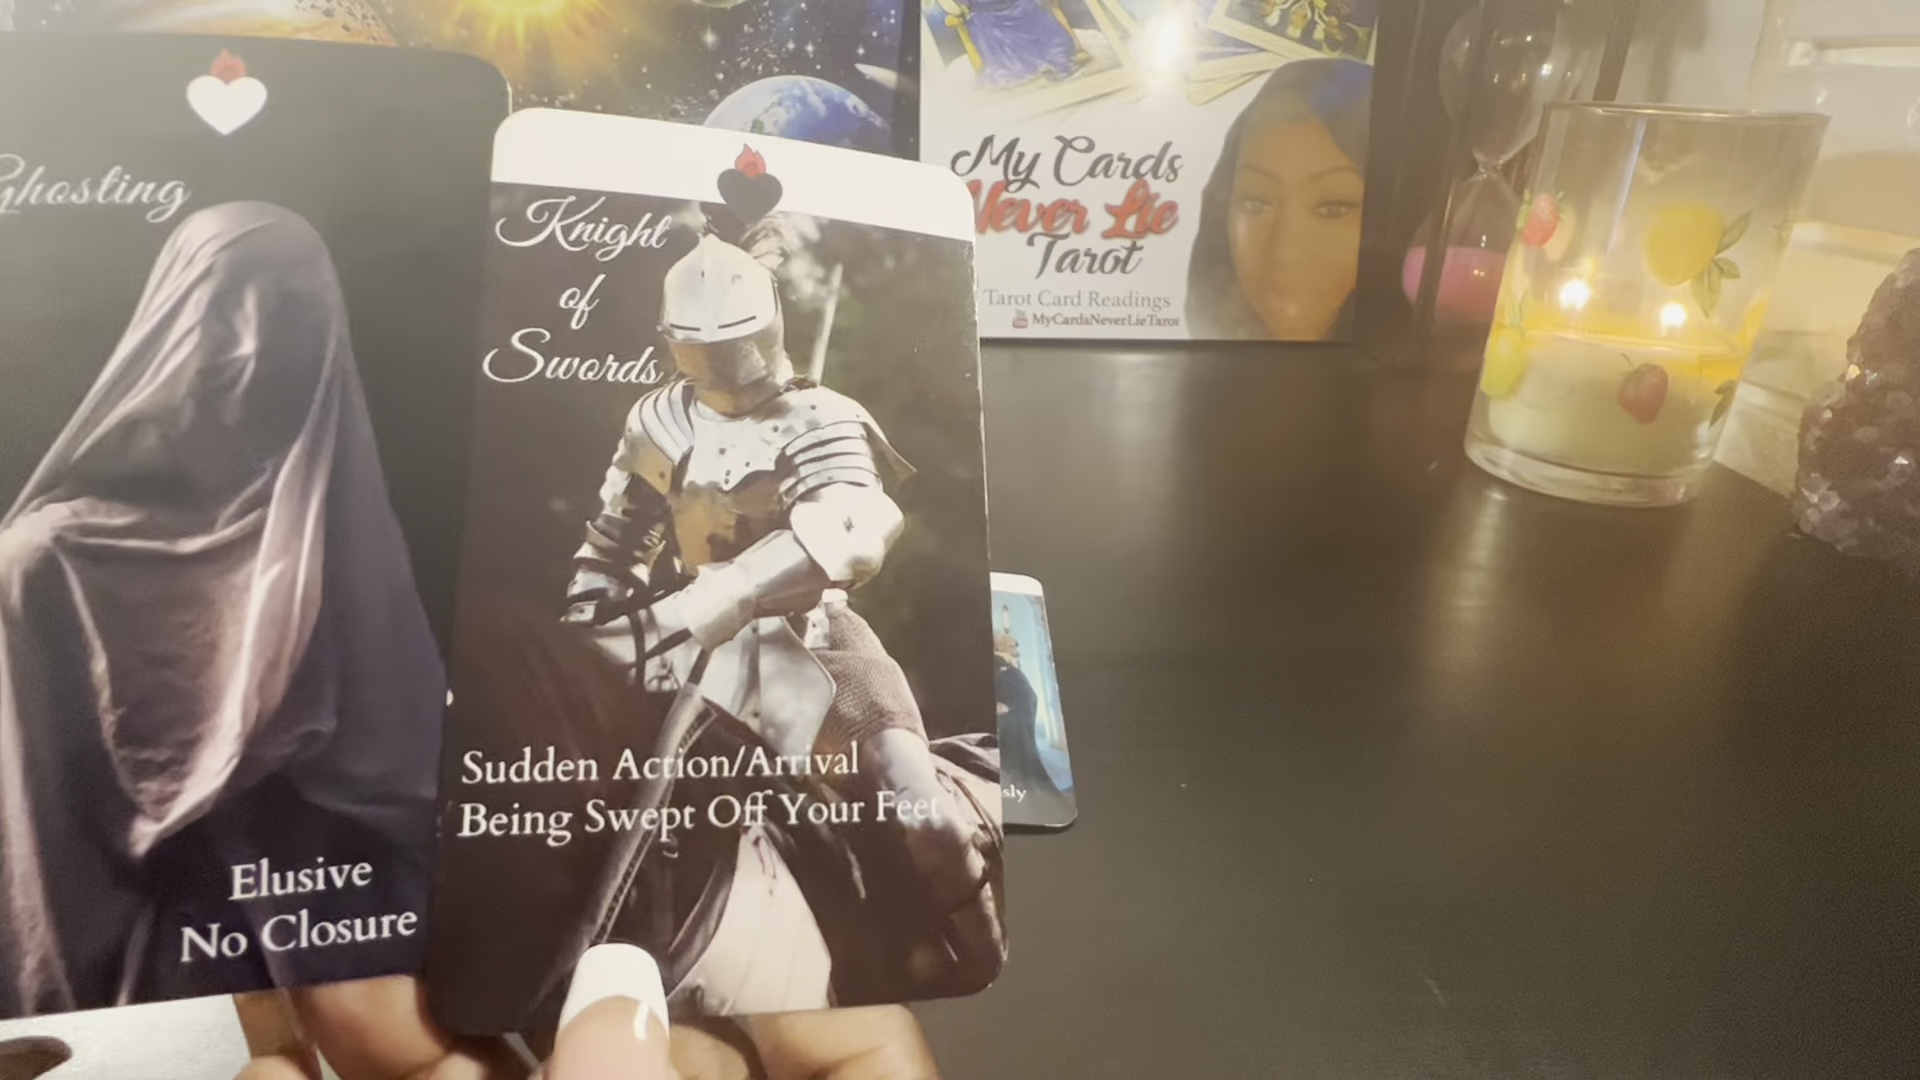 Ghosting
Elusive
No Closure
Knight
of
Swords
Sudden Action/Arrival
Being Swept Off Your Feet
My Cards
Never Lie
Tarot
Tarot Card Readings
MyCardsNeverLieTarot
sly